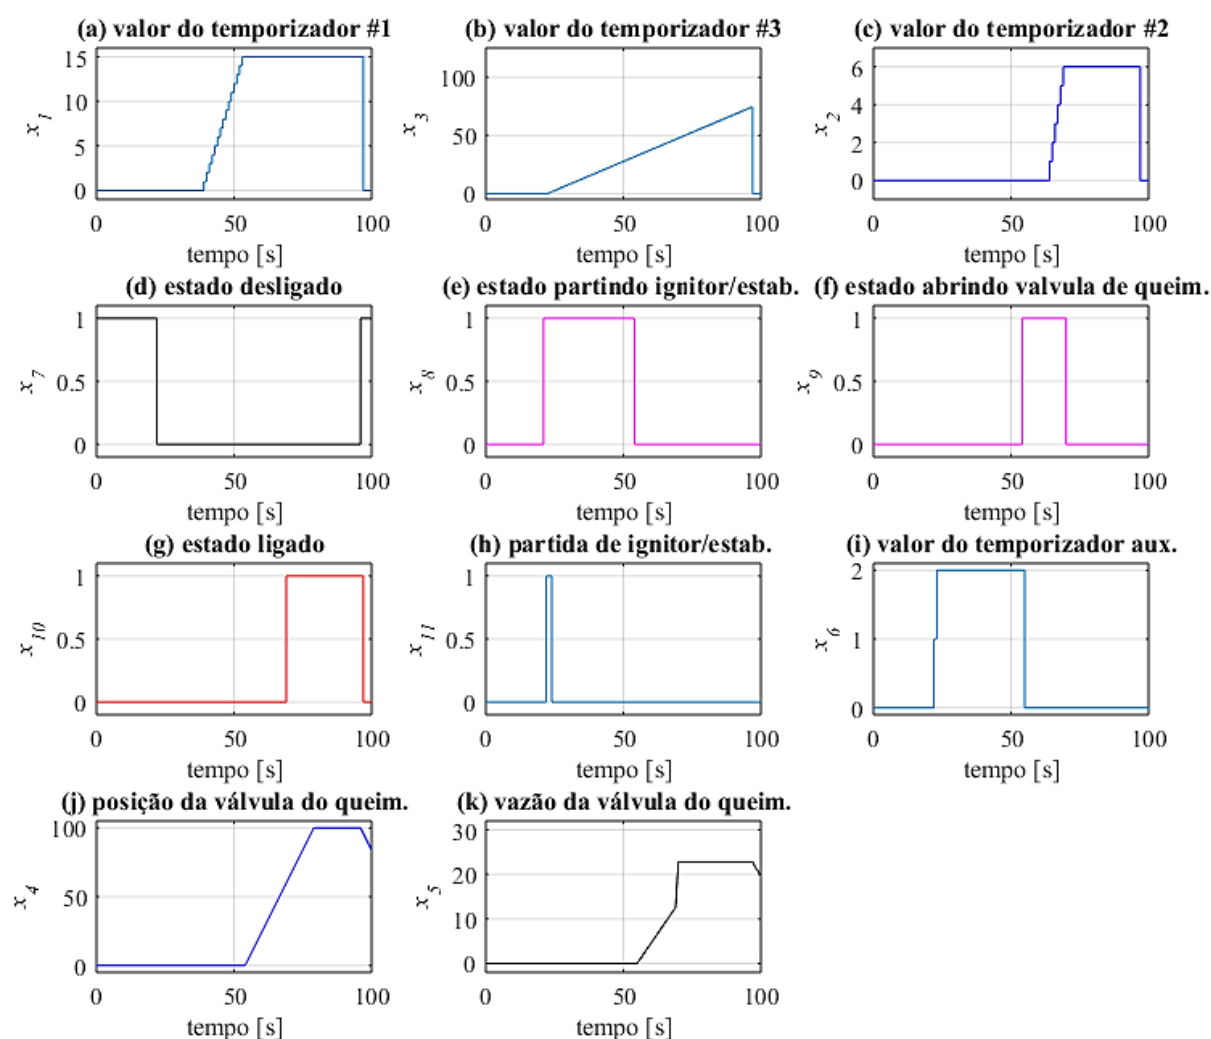 (a) valor do temporizador #1
15
10
5
0
x1
0 50 100
tempo [s]
(b) valor do temporizador #3
100
50
0
x3
0 50 100
tempo [s]
(c) valor do temporizador #2
6
4
2
0
x2
0 50 100
tempo [s]
(d) estado desligado
1
0.5
0
x7
0 50 100
tempo [s]
(e) estado partindo ignitor/estab.
1
0.5
0
x8
0 50 100
tempo [s]
(f) estado abrindo valvula de queim.
1
0.5
0
x9
0 50 100
tempo [s]
(g) estado ligado
1
0.5
0
x10
0 50 100
tempo [s]
(h) partida de ignitor/estab.
1
0.5
0
x11
0 50 100
tempo [s]
(i) valor do temporizador aux.
2
1
0
x6
0 50 100
tempo [s]
(j) posição da válvula do queim.
100
50
0
x4
0 50 100
tempo [s]
(k) vazão da válvula do queim.
30
20
10
0
x5
0 50 100
tempo [s]